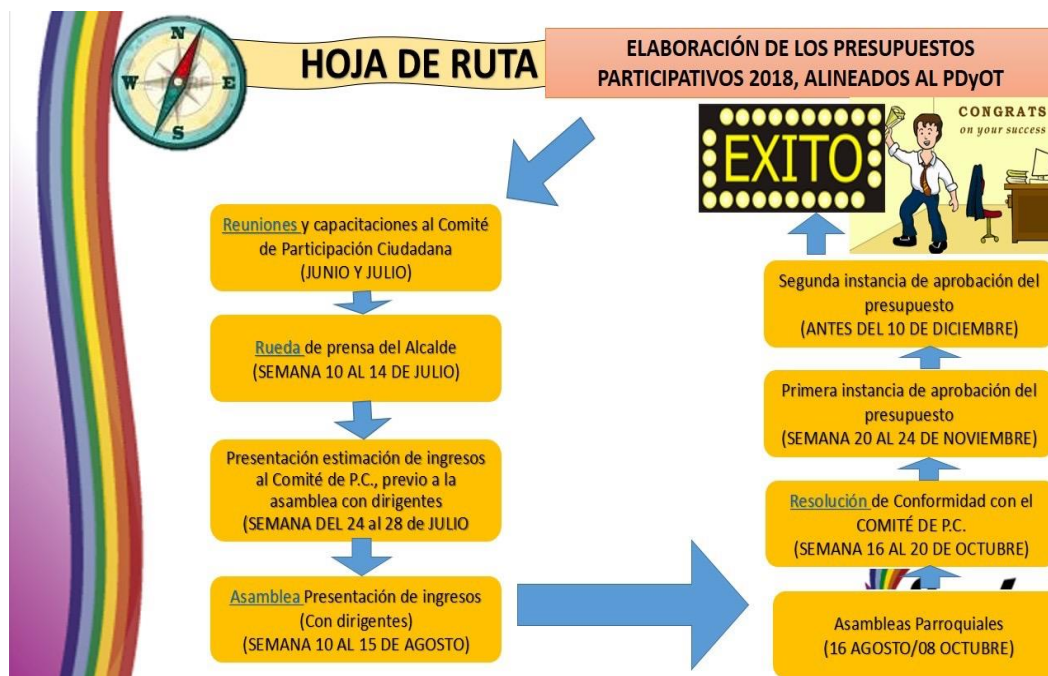 HOJA DE RUTA
ELABORACIÓN DE LOS PRESUPUESTOS
PARTICIPATIVOS 2018, ALINEADOS AL PDyOT
N
W
E
S
Reuniones y capacitaciones al Comité
de Participación Ciudadana
(JUNIO Y JULIO)
Rueda de prensa del Alcalde
(SEMANA 10 AL 14 DE JULIO)
Presentación estimación de ingresos
al Comité de P.C., previo a la
asamblea con dirigentes
(SEMANA DEL 24 al 28 de JULIO
Asamblea Presentación de ingresos
(Con dirigentes)
(SEMANA 10 AL 15 DE AGOSTO)
Asambleas Parroquiales
(16 AGOSTO/08 OCTUBRE)
Resolución de Conformidad con el
COMITÉ DE P.C.
(SEMANA 16 AL 20 DE OCTUBRE)
Primera instancia de aprobación del
presupuesto
(SEMANA 20 AL 24 DE NOVIEMBRE)
Segunda instancia de aprobación del
presupuesto
(ANTES DEL 10 DE DICIEMBRE)
EXITO
CONGRATS
on your success